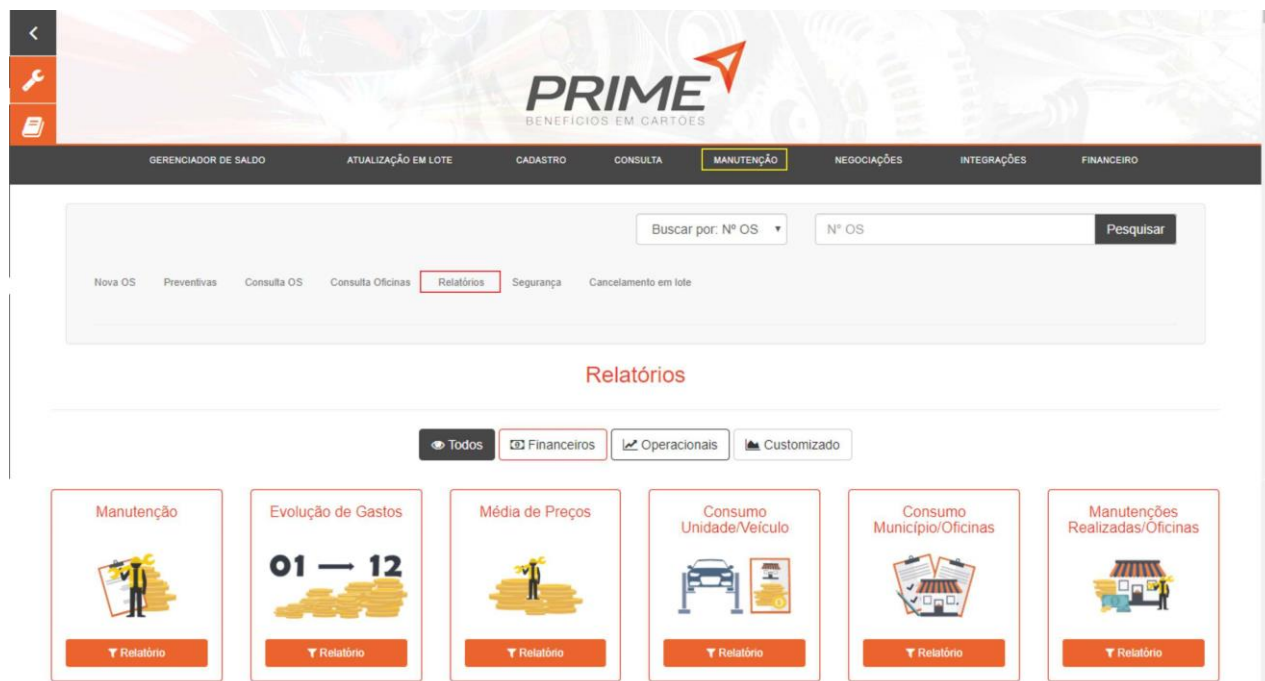 PRIME
BENEFÍCIOS EM CARTÕES
GERENCIADOR DE SALDO ATUALIZAÇÃO EM LOTE CADASTRO CONSULTA MANUTENÇÃO NEGOCIAÇÕES INTEGRAÇÕES FINANCEIRO
Buscar por: Nº OS N° OS Pesquisar
Nova OS Preventivas Consulta OS Consulta Oficinas Relatórios Segurança Cancelamento em lote
Relatórios
Todos Financeiros Operacionais Customizado
Manutenção
Relatório
Evolução de Gastos
01 — 12
Relatório
Média de Preços
Relatório
Consumo
Unidade/Veículo
Relatório
Consumo
Município/Oficinas
Relatório
Manutenções
Realizadas/Oficinas
Relatório